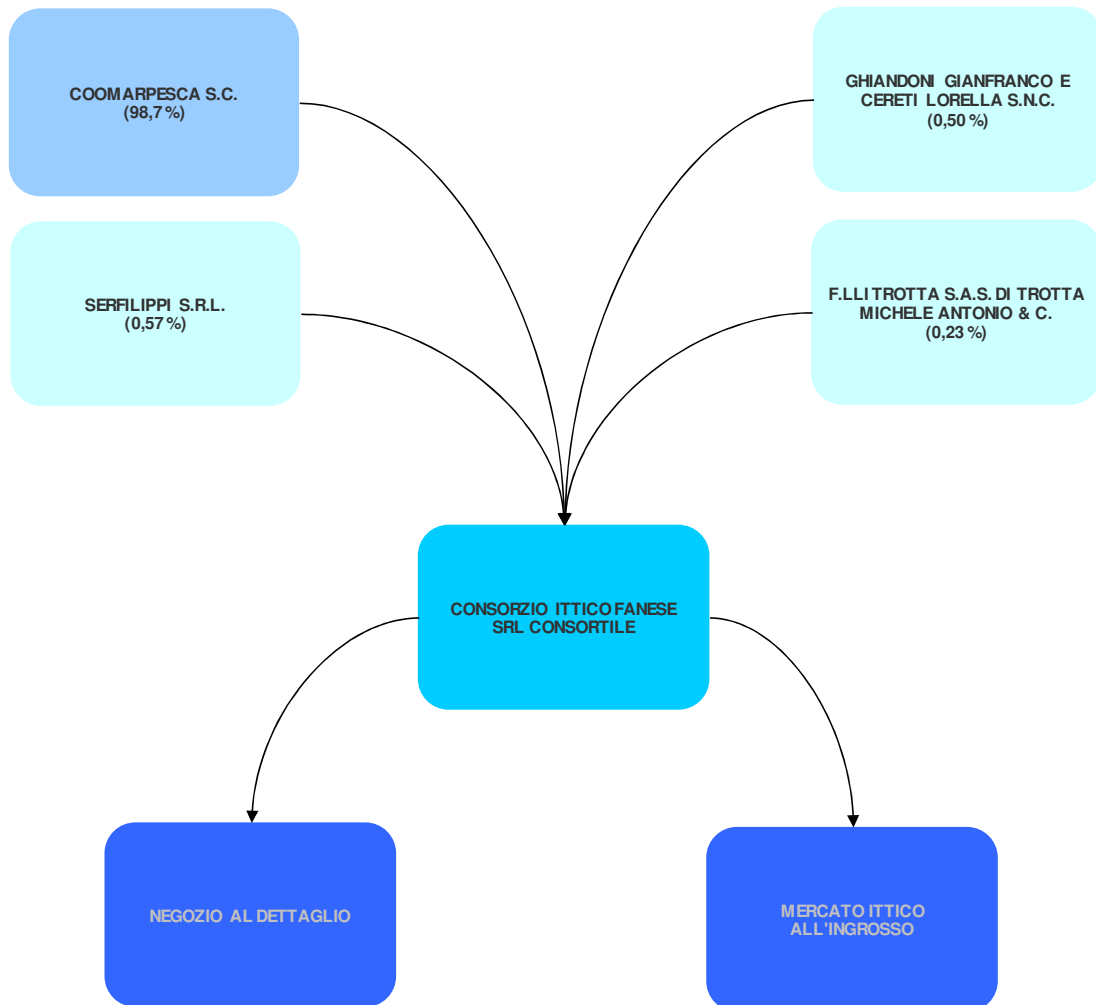 COOMARPESCA S.C.
(98,7%)
GHIANDONI GIANFRANCO E
CERETI LORELLA S.N.C.
(0,50%)
SERFILIPPI S.R.L.
(0,57%)
F.LLI TROTTA S.A.S. DI TROTTA
MICHELE ANTONIO & C.
(0,23%)
CONSORZIO ITTICO FANESE
SRL CONSORTILE
NEGOZIO AL DETTAGLIO
MERCATO ITTICO
ALL'INGROSSO